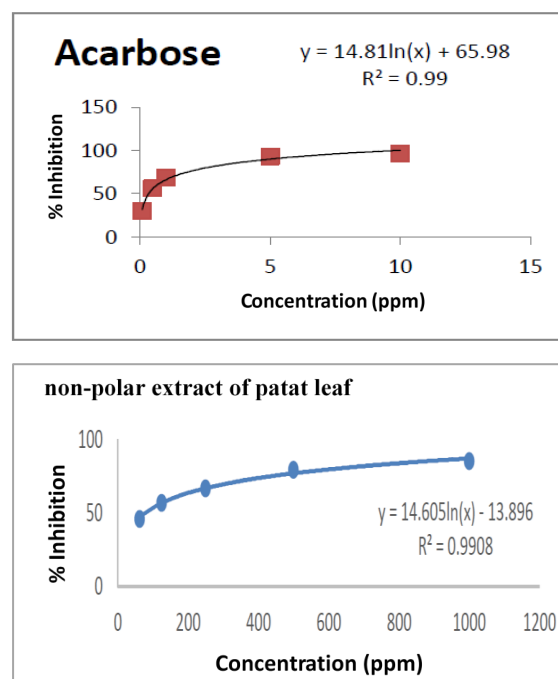 Acarbose
y = 14.81ln(x) + 65.98
R² = 0.99
150
100
50
0
% Inhibition
0 5 10 15
Concentration (ppm)
non-polar extract of patat leaf
100
50
0
% Inhibition
y = 14.605ln(x) - 13.896
R² = 0.9908
0 200 400 600 800 1000 1200
Concentration (ppm)